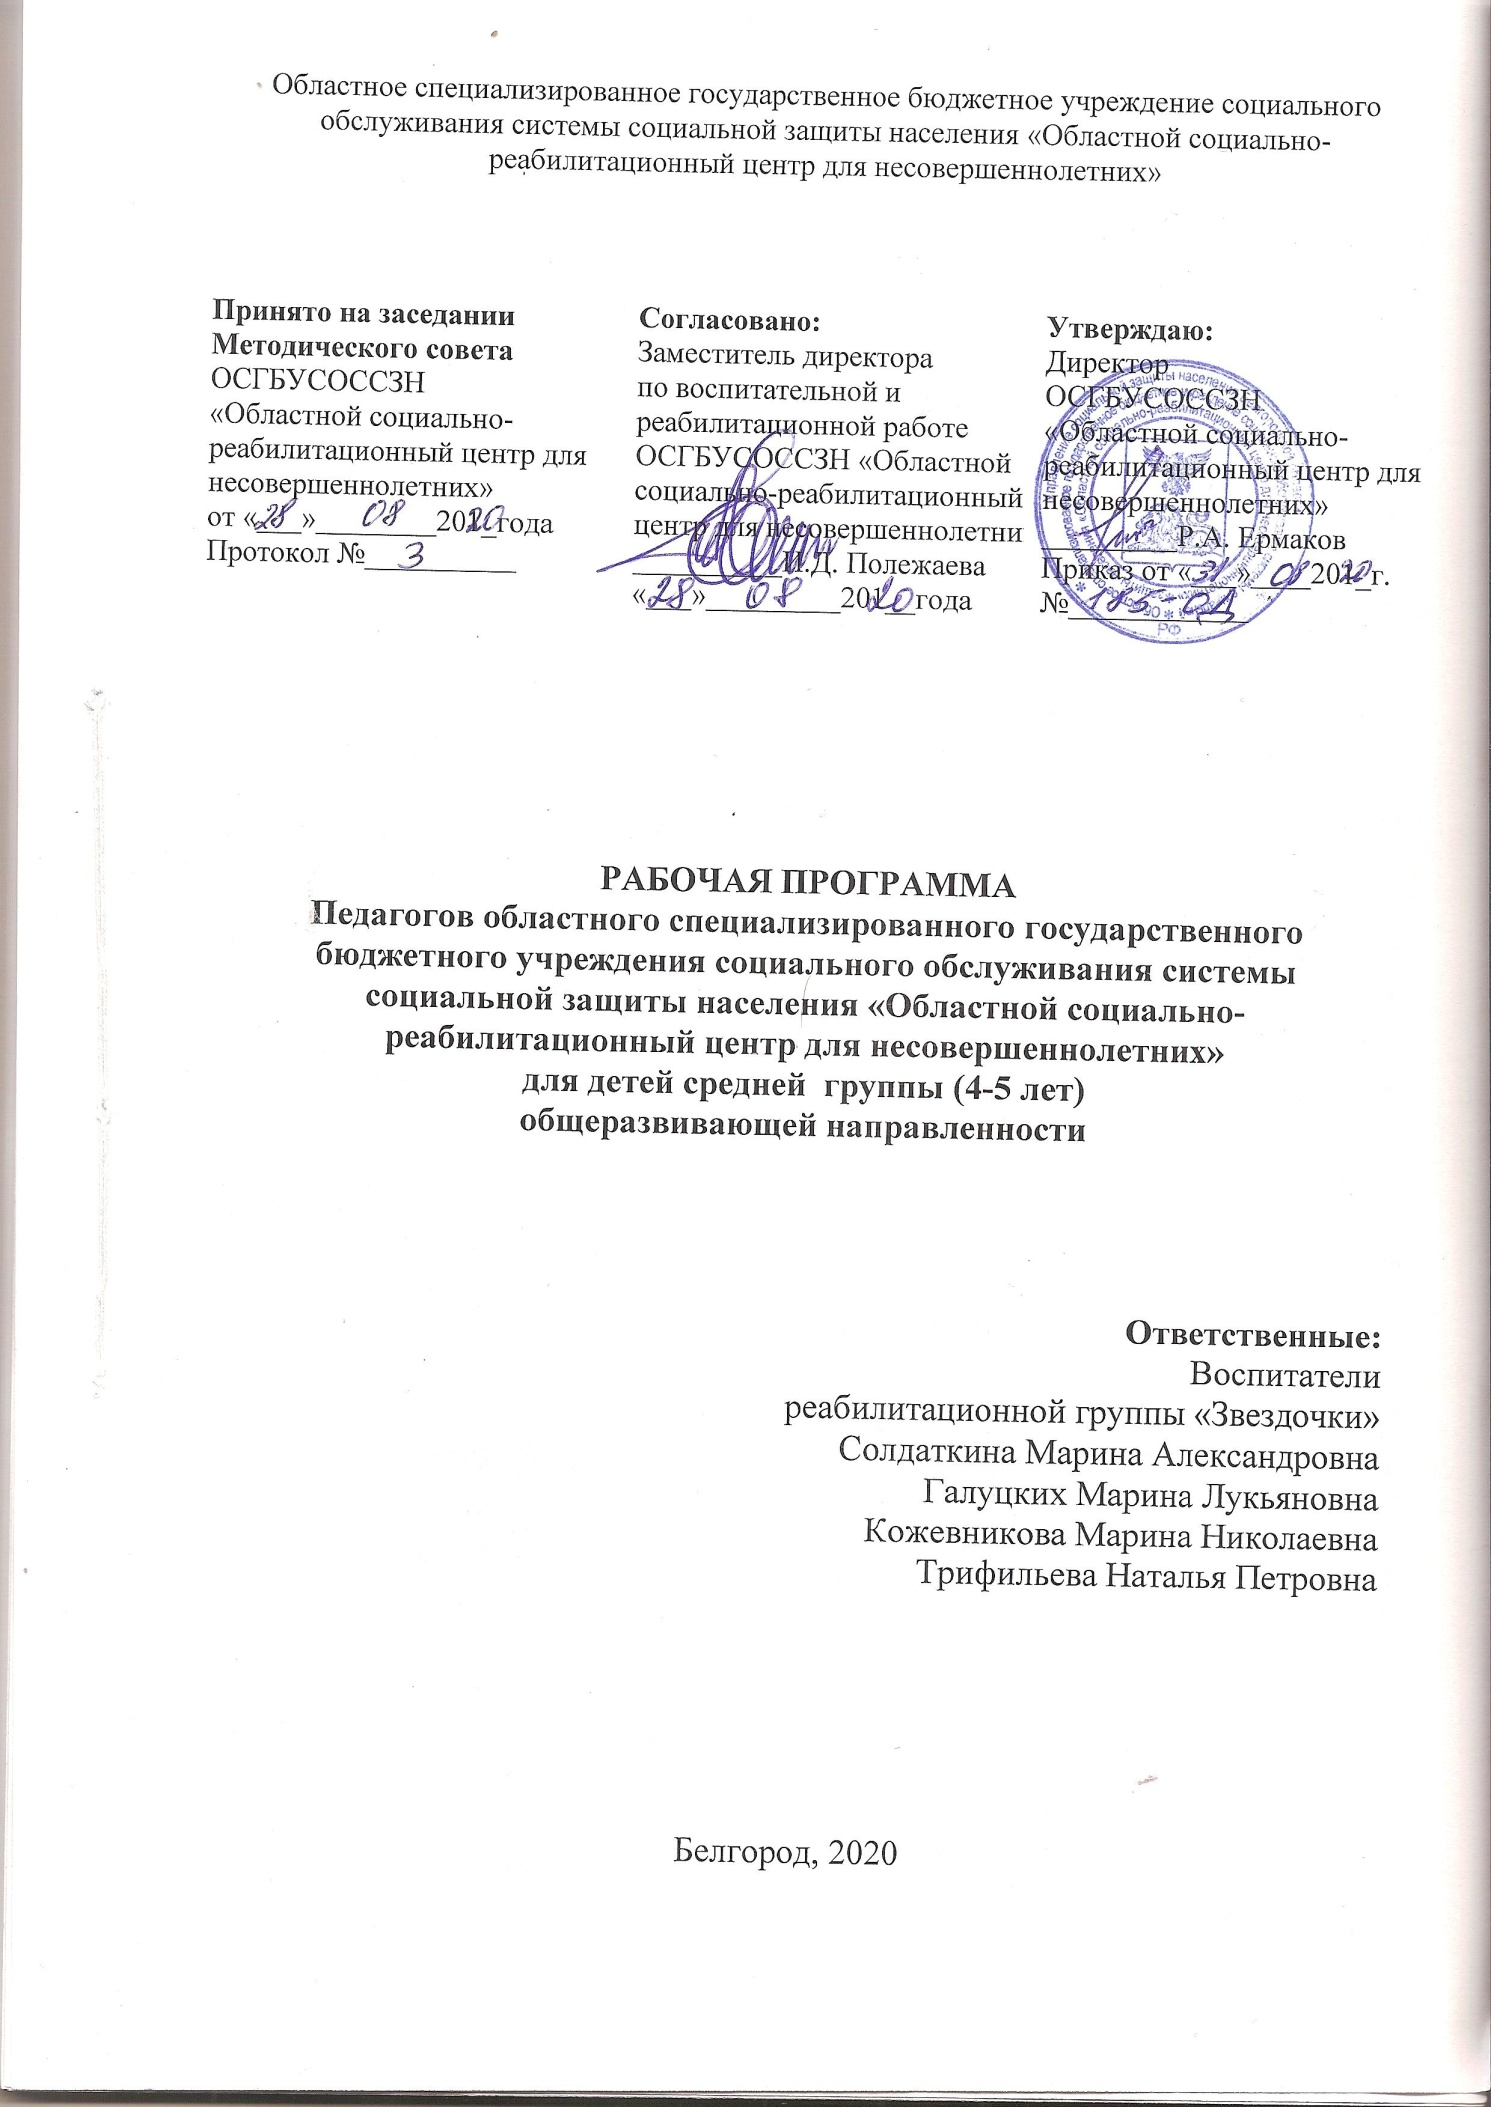 Областное специализированное государственное бюджетное учреждение социального
обслуживания системы социальной защиты населения «Областной социально-
реабилитационный центр для несовершеннолетних»
Принято на заседании
Методического совета
ОСГБУСОССЗН
«Областной социально-
реабилитационный центр для
несовершеннолетних»
от «28» 08 2020 года
Протокол № 3
Согласовано:
Заместитель директора
по воспитательной и
реабилитационной работе
ОСГБУСОССЗН «Областной
социально-реабилитационный
центр для несовершеннолетни
И.Д. Полежаева
«28» 08 2020 года
Утверждаю:
Директор
ОСГБУСОССЗН
«Областной социально-
реабилитационный центр для
несовершеннолетних»
Р.А. Ермаков
Приказ от «31» 08 2020 г.
№ 185-ОД
РФ
РАБОЧАЯ ПРОГРАММА
Педагогов областного специализированного государственного
бюджетного учреждения социального обслуживания системы
социальной защиты населения «Областной социально-
реабилитационный центр для несовершеннолетних»
для детей средней группы (4-5 лет)
общеразвивающей направленности
Ответственные:
Воспитатели
реабилитационной группы «Звездочки»
Солдаткина Марина Александровна
Галуцких Марина Лукьяновна
Кожевникова Марина Николаевна
Трифильева Наталья Петровна
Белгород, 2020